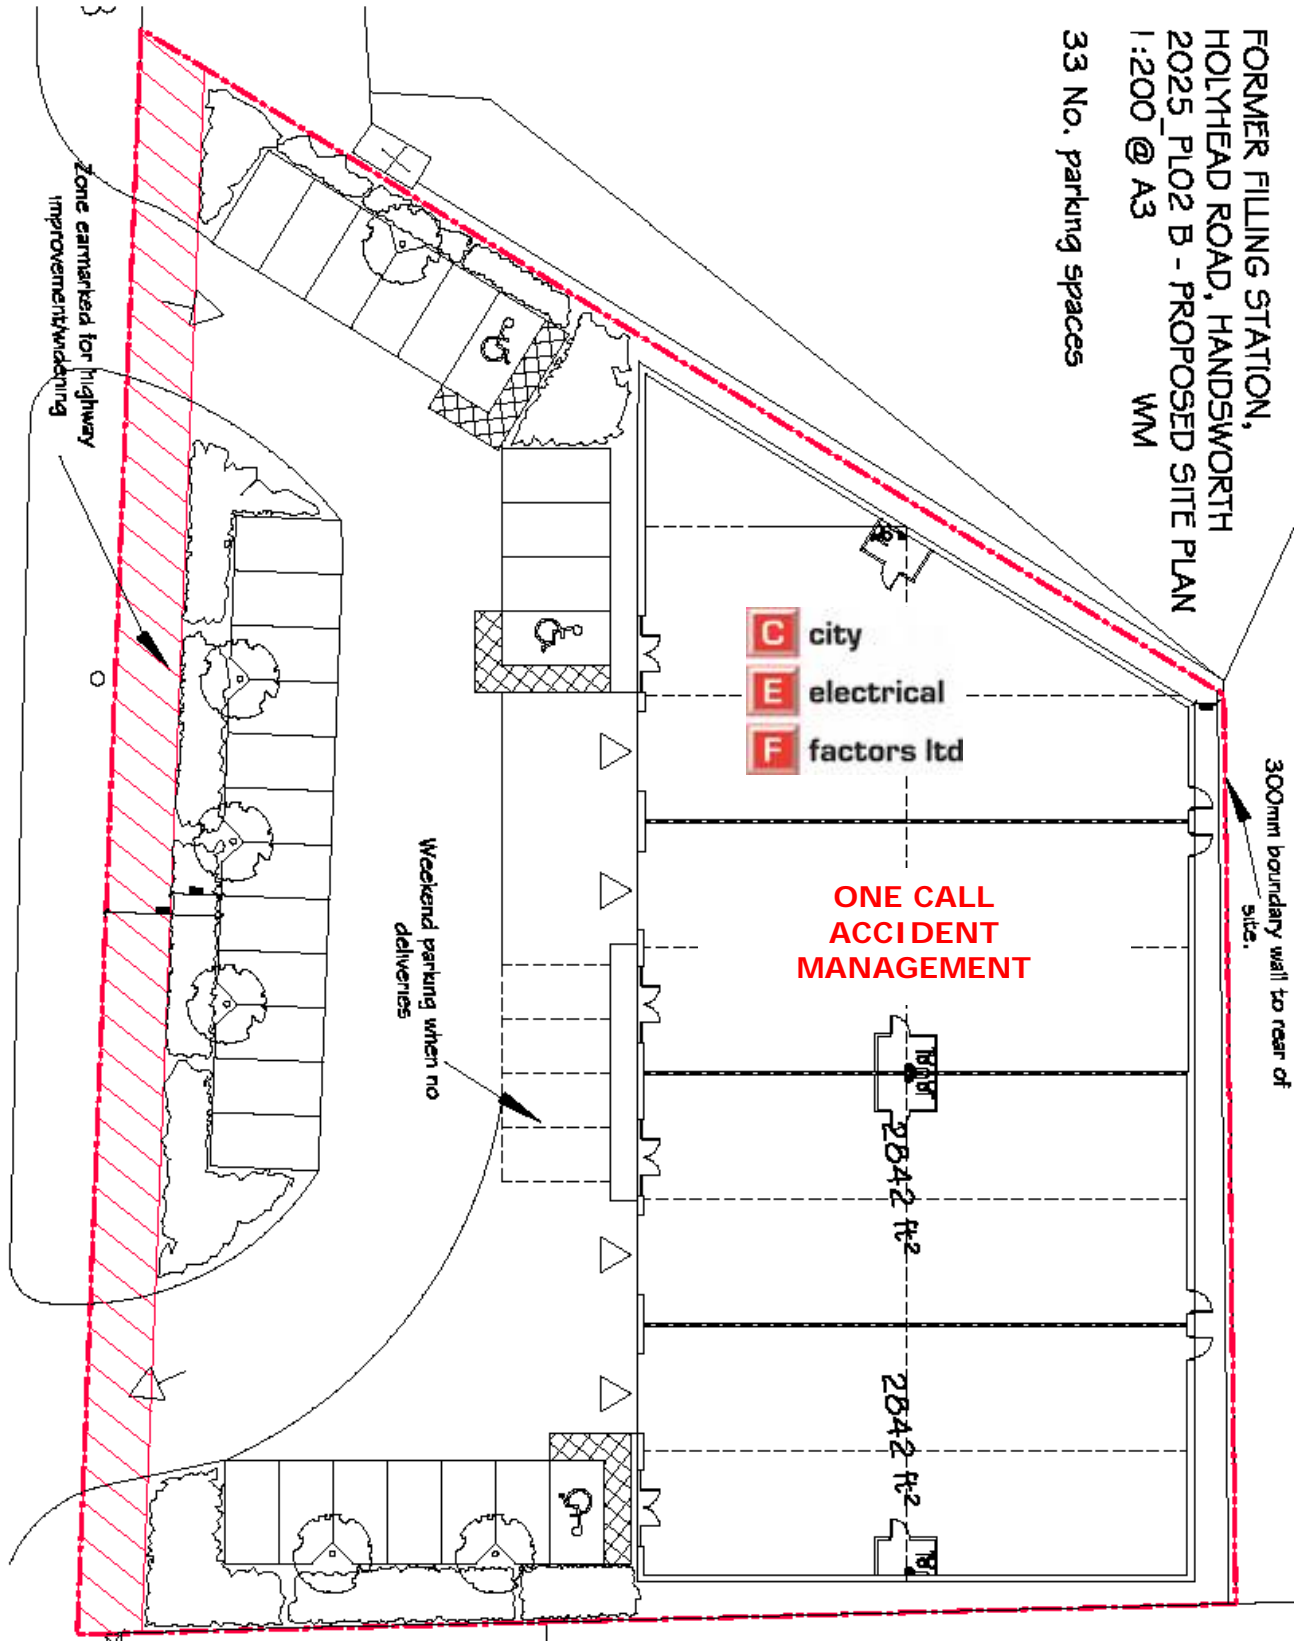 FORMER FILLING STATION,
HOLYHEAD ROAD, HANDSWORTH
2025_PL02 B - PROPOSED SITE PLAN
1:200 @ A3 WM
33 No. parking spaces
300mm boundary wall to rear of
site.
Zone earmarked for highway
improvement/widening
C city
E electrical
F factors ltd
Weekend parking when no
deliveries
ONE CALL
ACCIDENT
MANAGEMENT
2842 ft²
2842 ft²